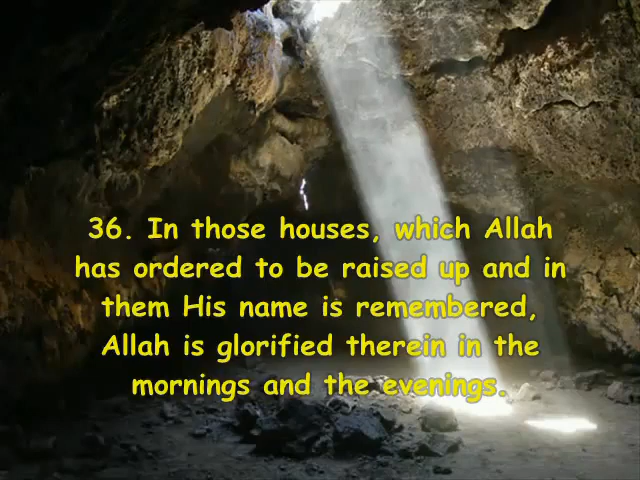 36. In those houses, which Allah
has ordered to be raised up and in
them His name is remembered,
Allah is glorified therein in the
mornings and the evenings.